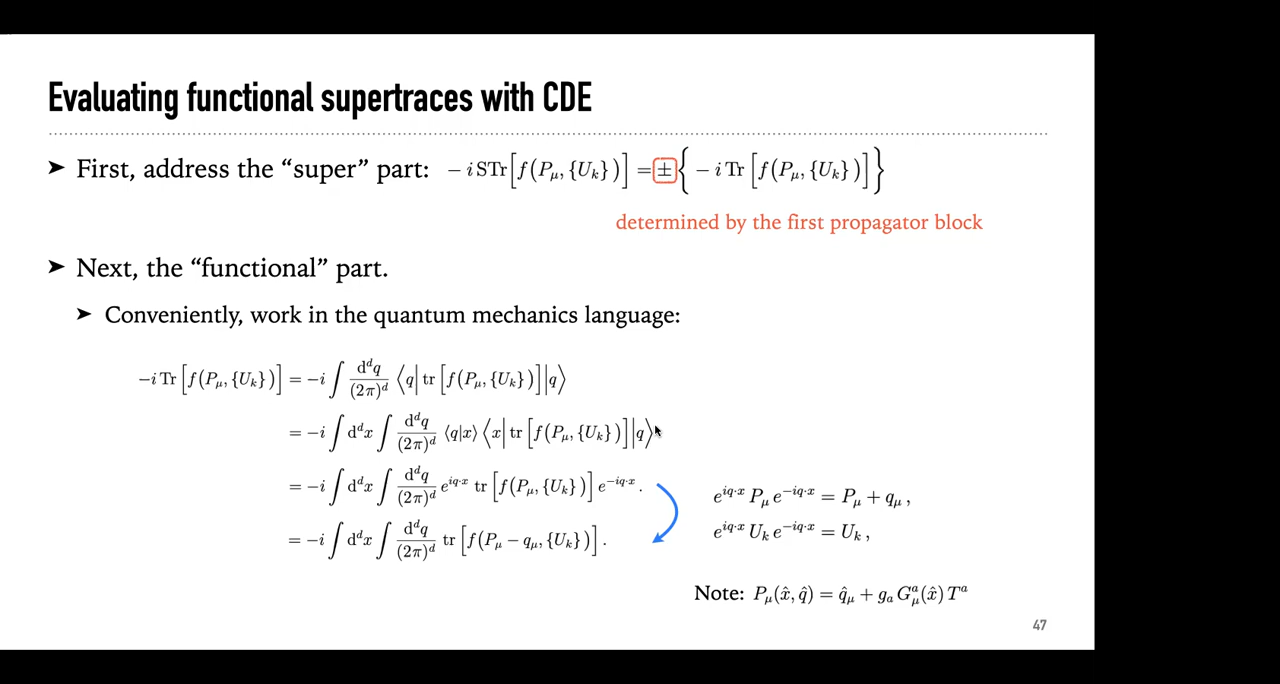 Evaluating functional supertraces with CDE
➤ First, address the “super” part: − i STr[f(P_μ, {U_k})] = ±{ − i Tr [f(P_μ, {U_k})]}
determined by the first propagator block
➤ Next, the “functional” part.
➤ Conveniently, work in the quantum mechanics language:
−i Tr[f(P_μ, {U_k})] = −i ∫ d^dq/(2π)^d ⟨q| tr[f(P_μ, {U_k})] |q⟩
= −i ∫ d^dx ∫ d^dq/(2π)^d ⟨q|x⟩ ⟨x| tr[f(P_μ, {U_k})] |q⟩
= −i ∫ d^dx ∫ d^dq/(2π)^d e^{iq·x} tr[f(P_μ, {U_k})] e^{−iq·x} .
e^{iq·x} P_μ e^{−iq·x} = P_μ + q_μ ,
e^{iq·x} U_k e^{−iq·x} = U_k ,
= −i ∫ d^dx ∫ d^dq/(2π)^d tr[f(P_μ − q_μ, {U_k})] .
Note: P_μ(x̂, q̂) = q̂_μ + g_a G^a_μ(x̂) T^a
47